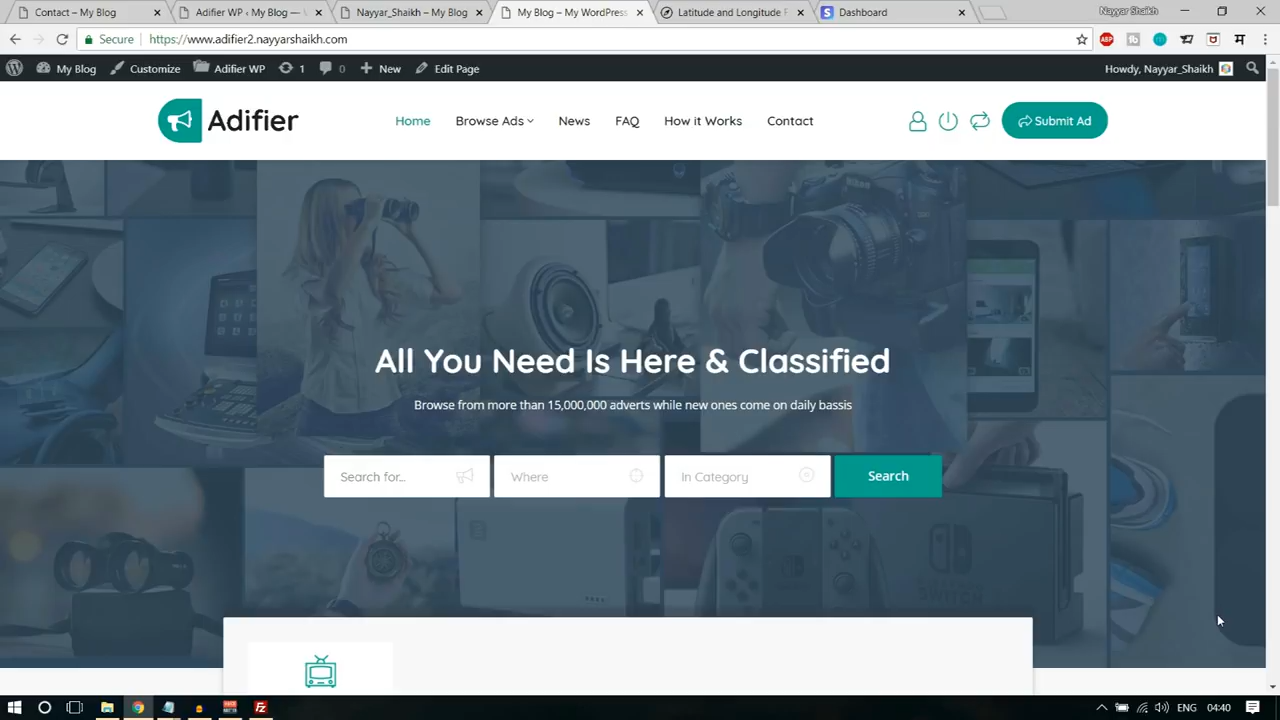 Contact – My Blog
Adifier WP ‹ My Blog —
Nayyar_Shaikh – My Blog
My Blog – My WordPress
Latitude and Longitude F
Dashboard
Nayyar Shaikh
Secure
https://www.adifier2.nayyarshaikh.com
My Blog
Customize
Adifier WP
1
0
New
Edit Page
Howdy, Nayyar_Shaikh
Adifier
Home
Browse Ads
News
FAQ
How it Works
Contact
Submit Ad
All You Need Is Here & Classified
Browse from more than 15,000,000 adverts while new ones come on daily bassis
Search for...
Where
In Category
Search
ENG
04:40